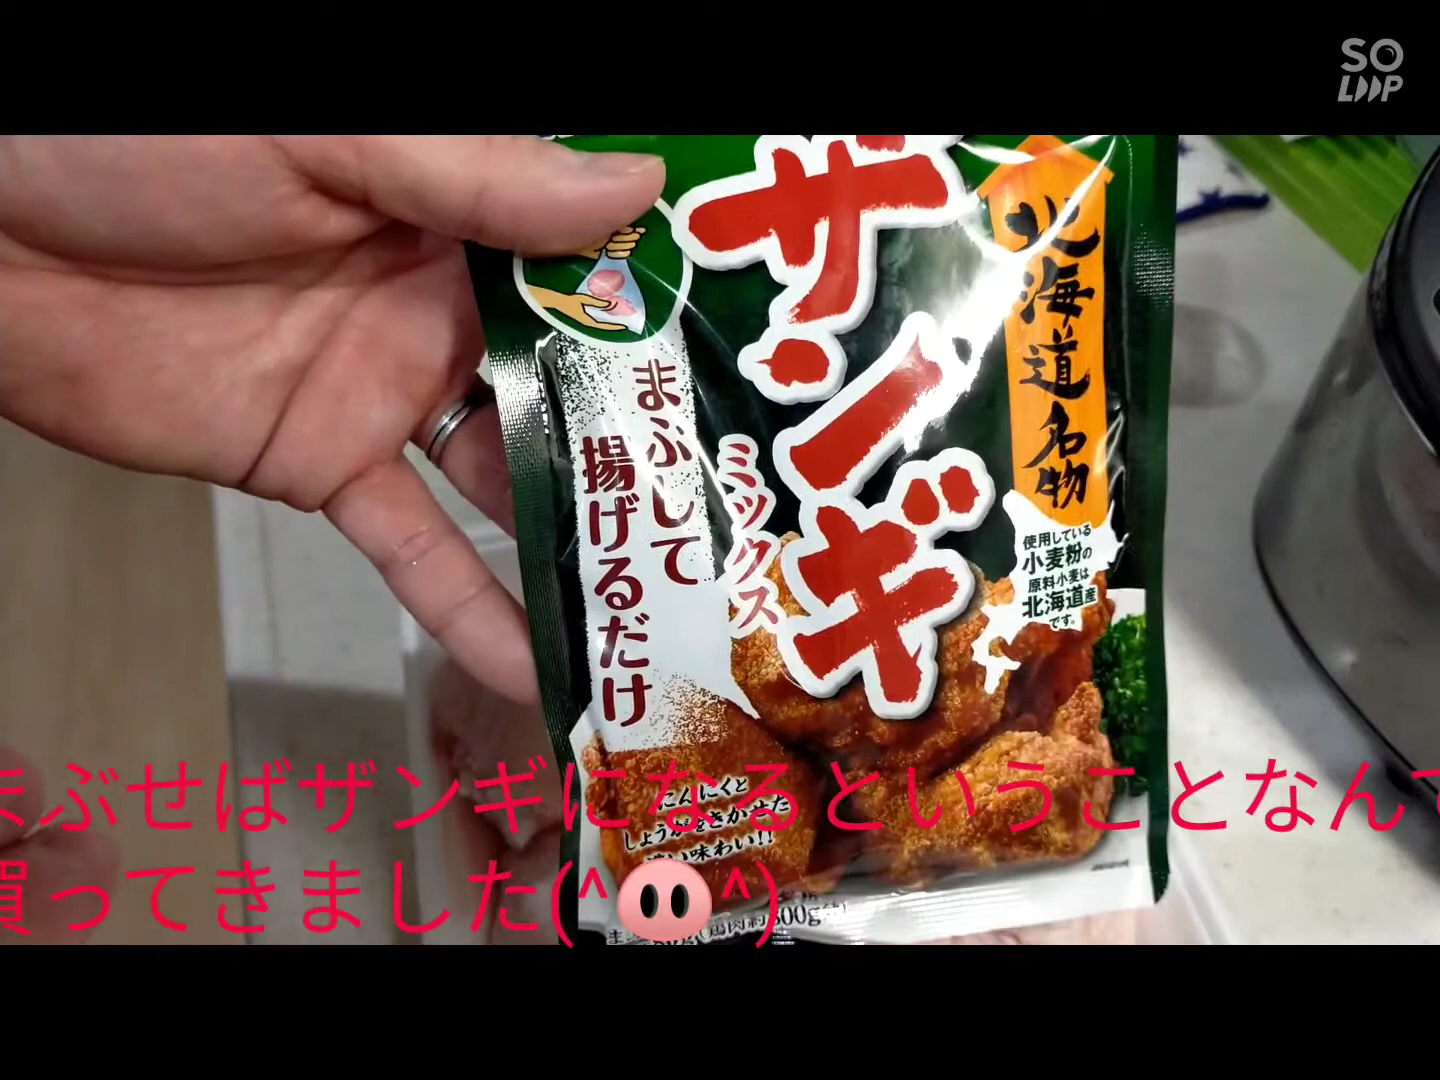 SO
LOOP
ザンギ
ミックス
北海道名物
使用している
小麦粉の
原料小麦は
北海道産
です。
まぶして
揚げるだけ
にんにくと
しょうがをきかせた
濃い味わい!!
まぶせばザンギになるということなんで
買ってきました(^🐽^)